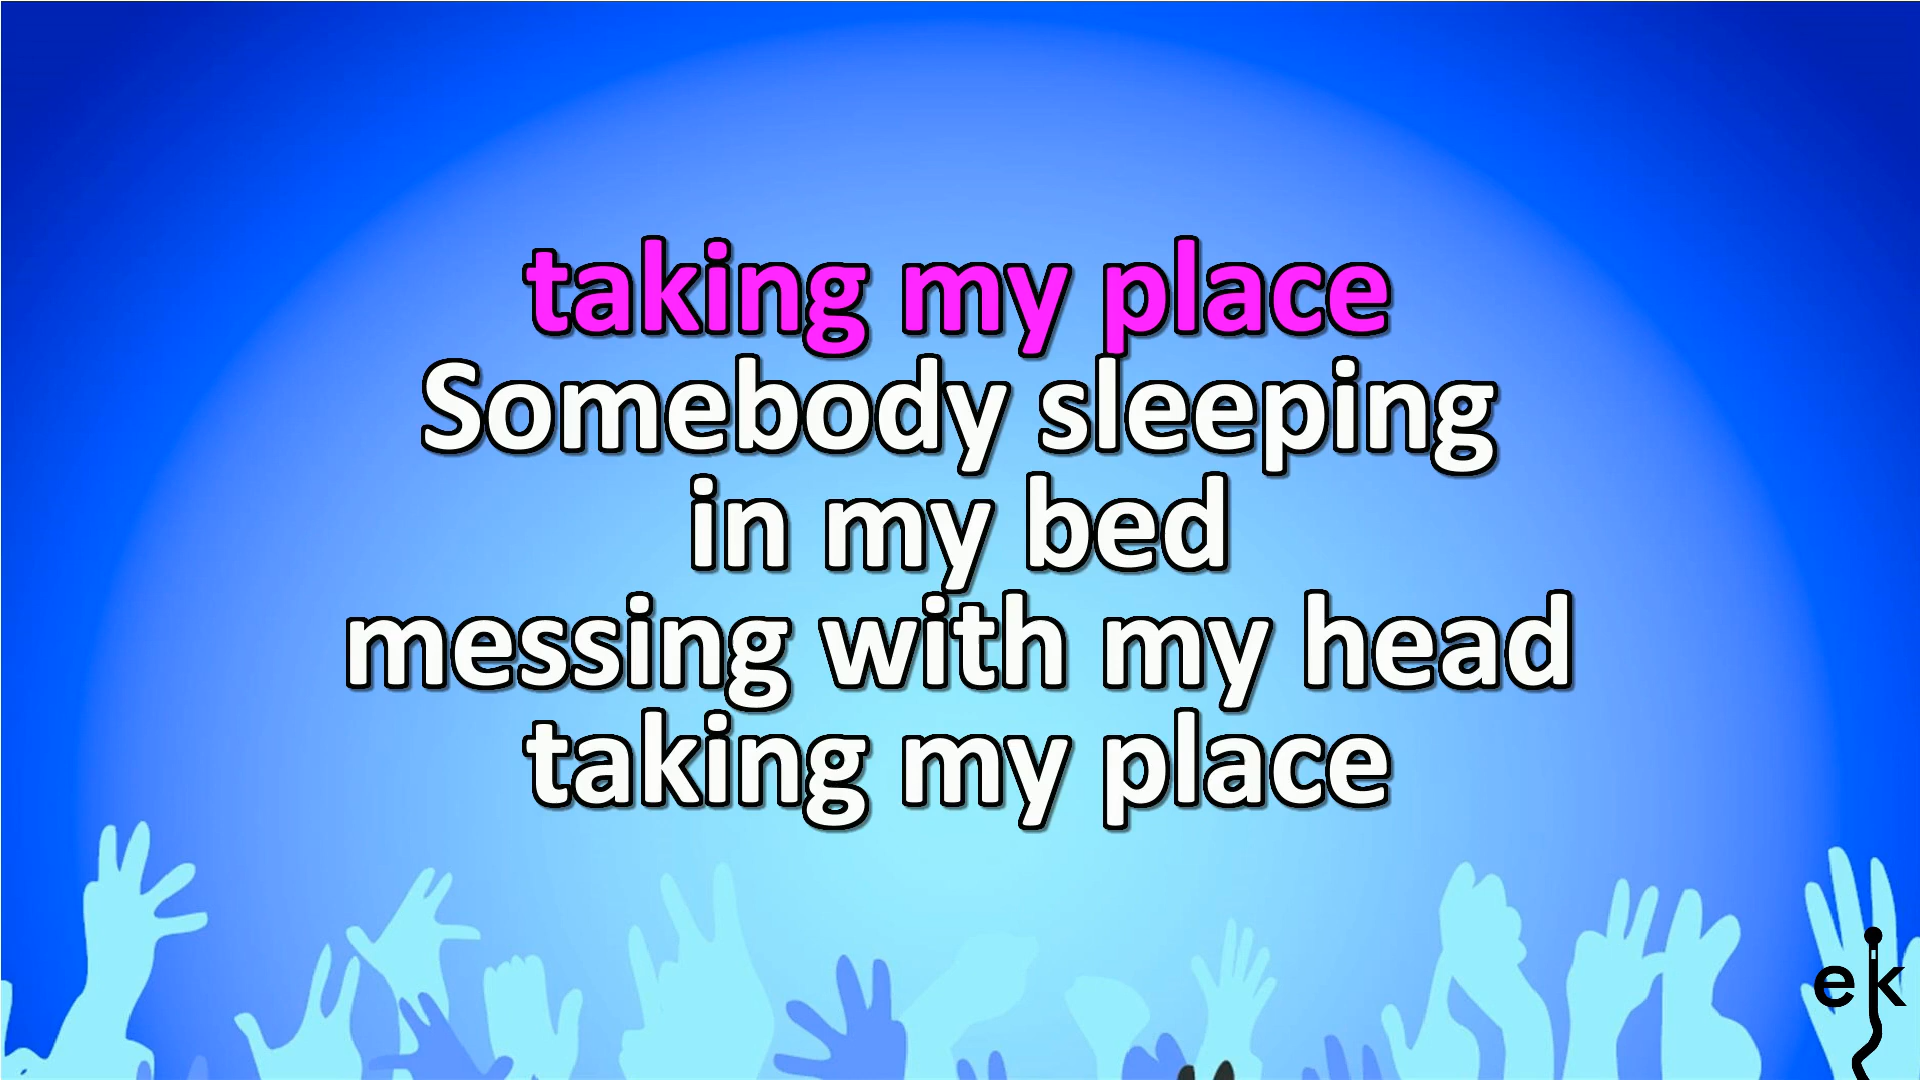 taking my place
Somebody sleeping
in my bed
messing with my head
taking my place
ek